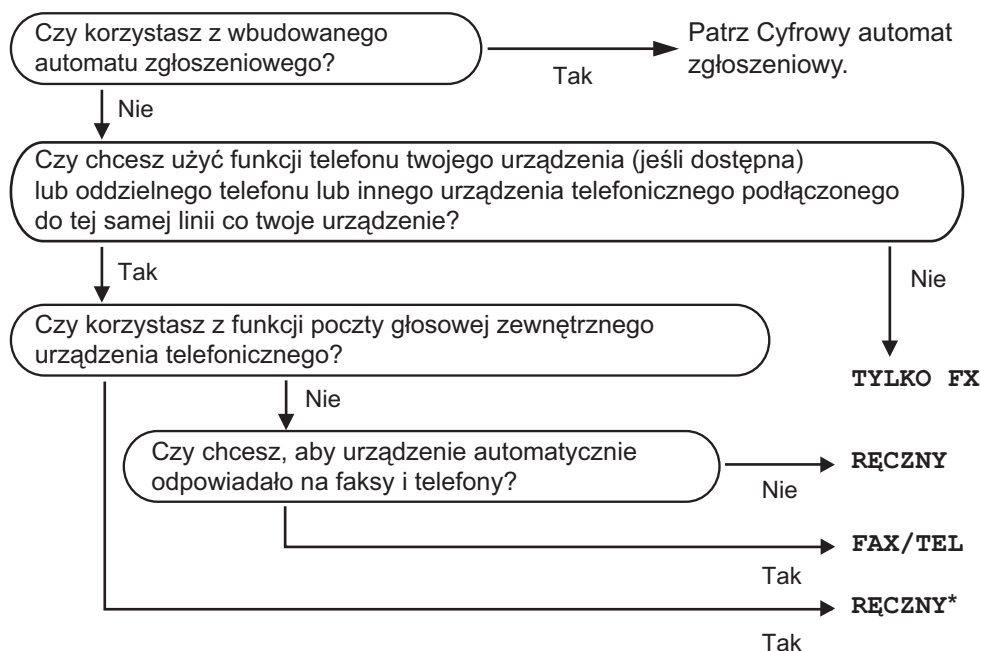 Czy korzystasz z wbudowanego
automatu zgłoszeniowego?
Tak
Patrz Cyfrowy automat
zgłoszeniowy.
Nie
Czy chcesz użyć funkcji telefonu twojego urządzenia (jeśli dostępna)
lub oddzielnego telefonu lub innego urządzenia telefonicznego podłączonego
do tej samej linii co twoje urządzenie?
Tak
Nie
Czy korzystasz z funkcji poczty głosowej zewnętrznego
urządzenia telefonicznego?
TYLKO FX
Nie
Czy chcesz, aby urządzenie automatycznie
odpowiadało na faksy i telefony?
RĘCZNY
Nie
FAX/TEL
Tak
RĘCZNY*
Tak